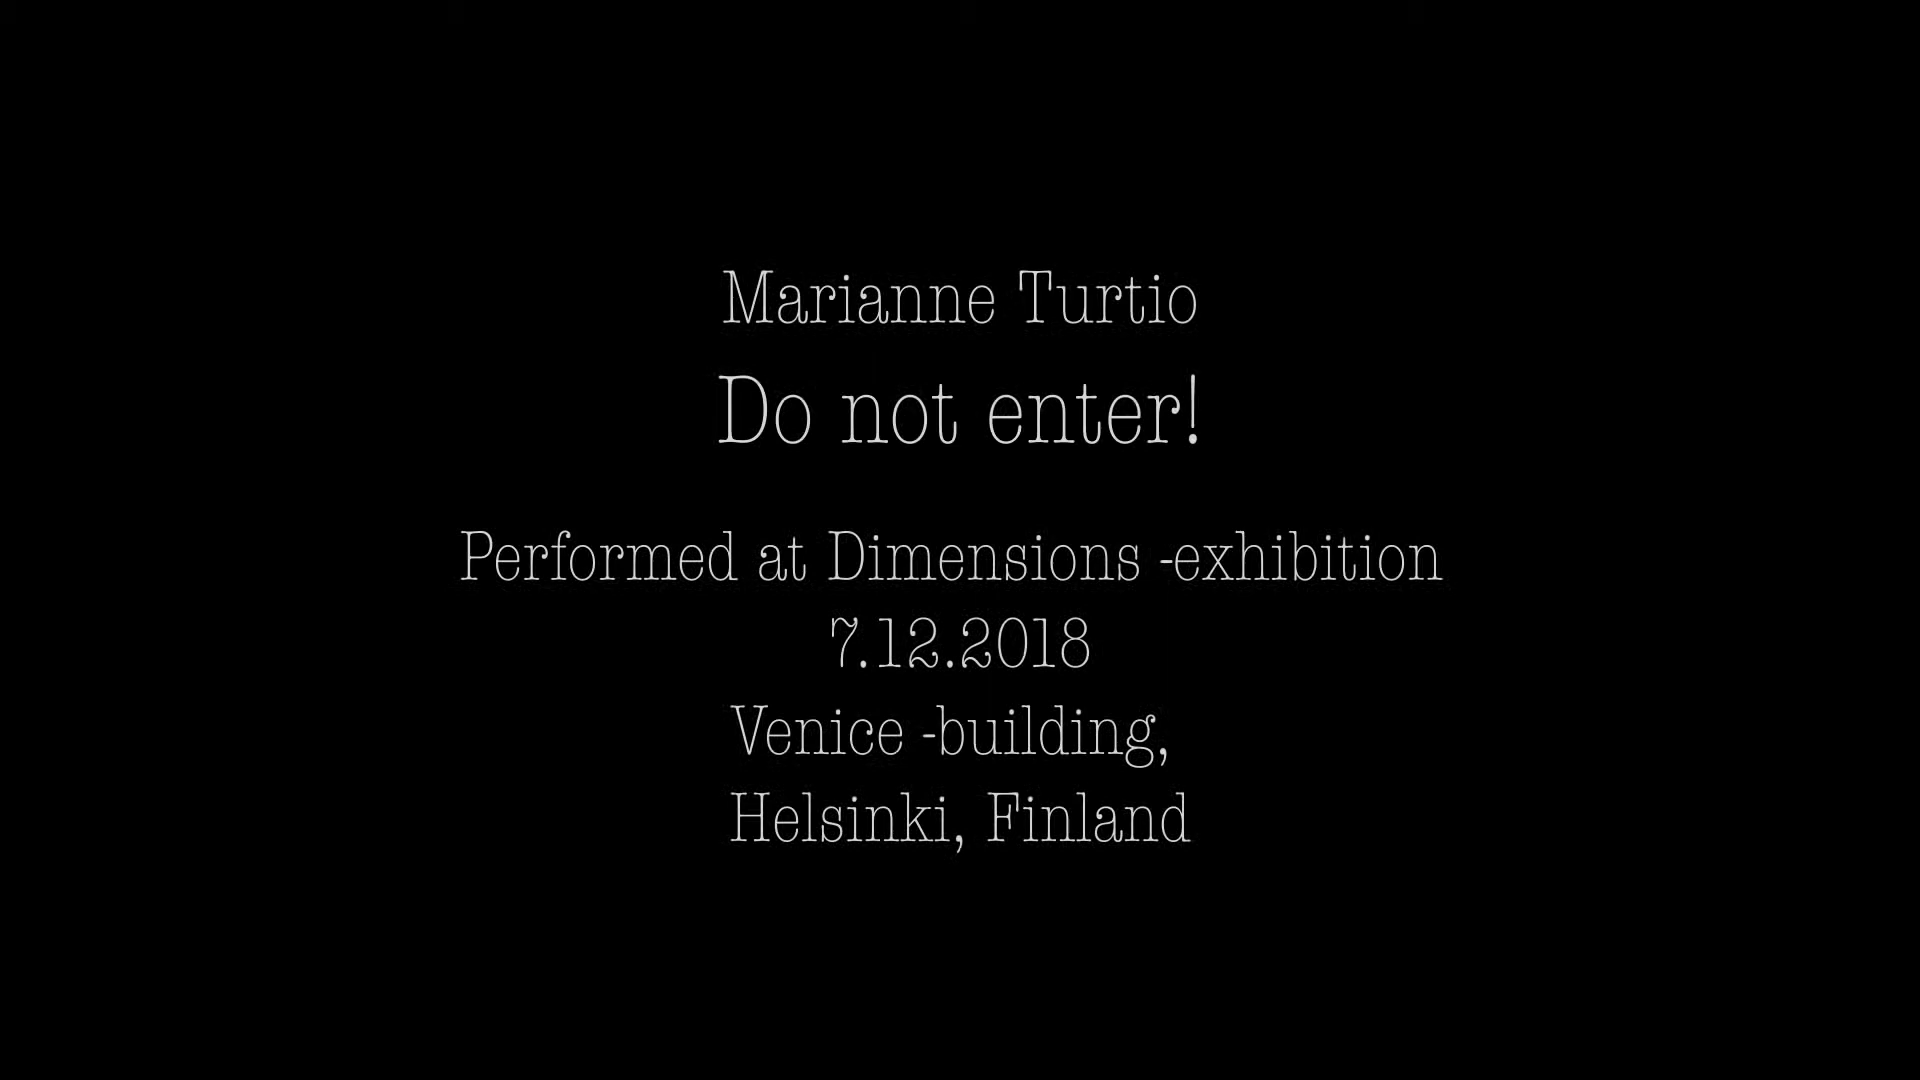 Marianne Turtio
Do not enter!
Performed at Dimensions -exhibition
7.12.2018
Venice -building,
Helsinki, Finland